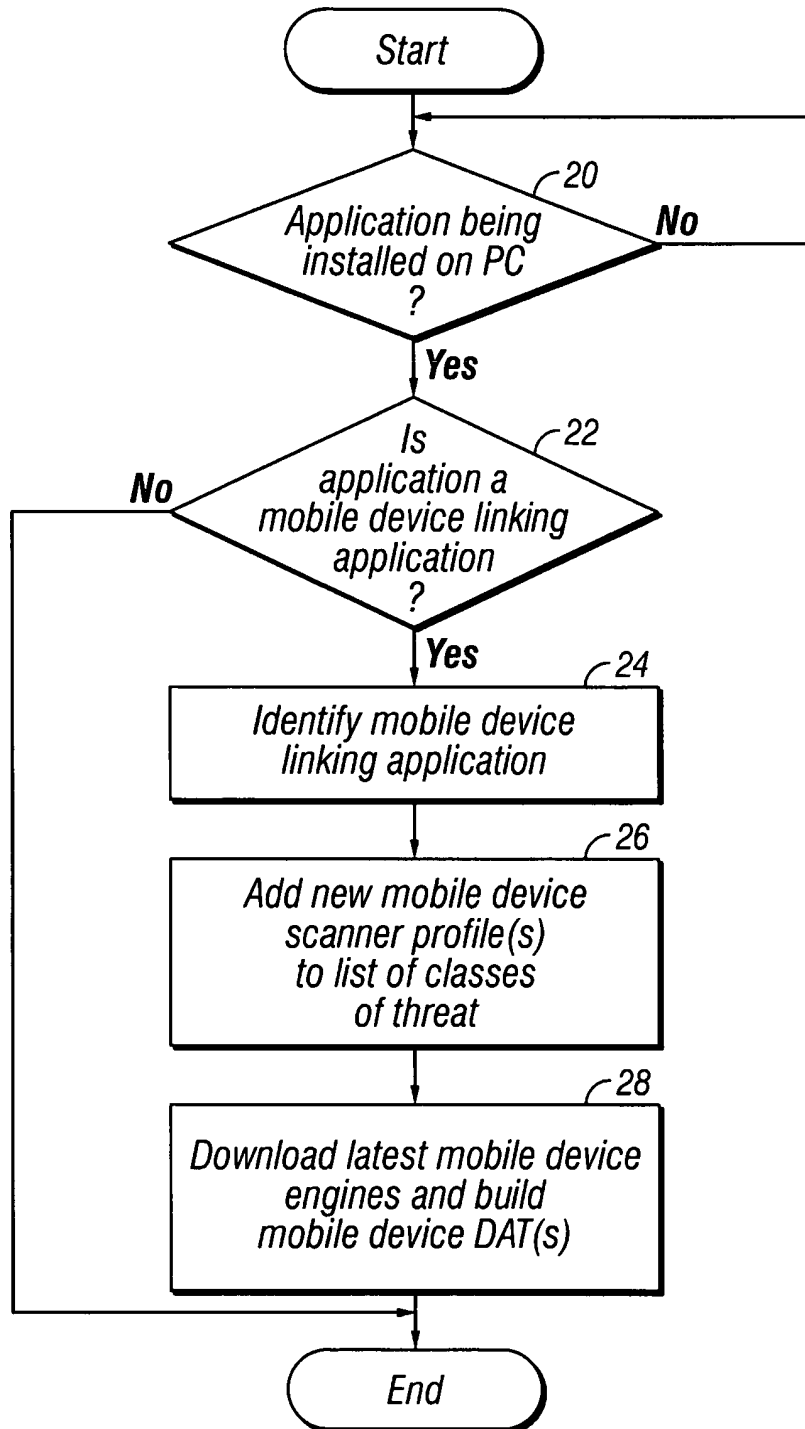 Start
20
Application being
installed on PC
?
No
Yes
22
Is
application a
mobile device linking
application
?
No
Yes
24
Identify mobile device
linking application
26
Add new mobile device
scanner profile(s)
to list of classes
of threat
28
Download latest mobile device
engines and build
mobile device DAT(s)
End